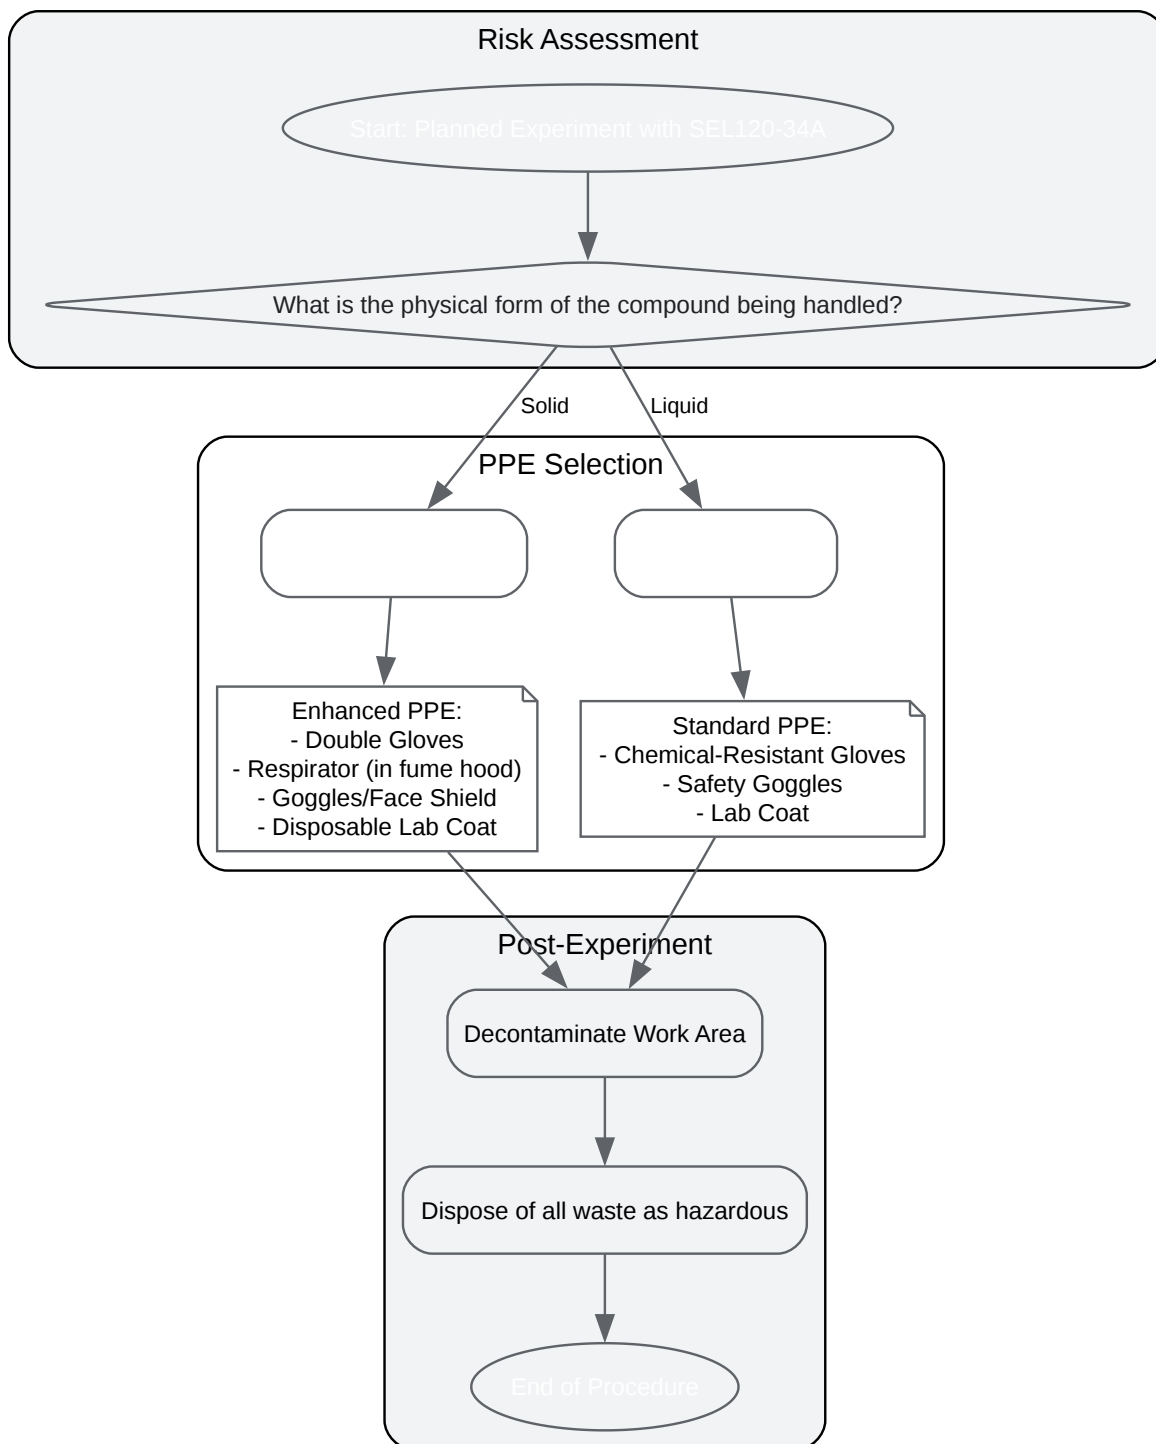 Risk Assessment
Start: Planned Experiment with SEL120-34A
What is the physical form of the compound being handled?
Solid
Liquid
PPE Selection
Enhanced PPE:
- Double Gloves
- Respirator (in fume hood)
- Goggles/Face Shield
- Disposable Lab Coat
Standard PPE:
- Chemical-Resistant Gloves
- Safety Goggles
- Lab Coat
Post-Experiment
Decontaminate Work Area
Dispose of all waste as hazardous
End of Procedure